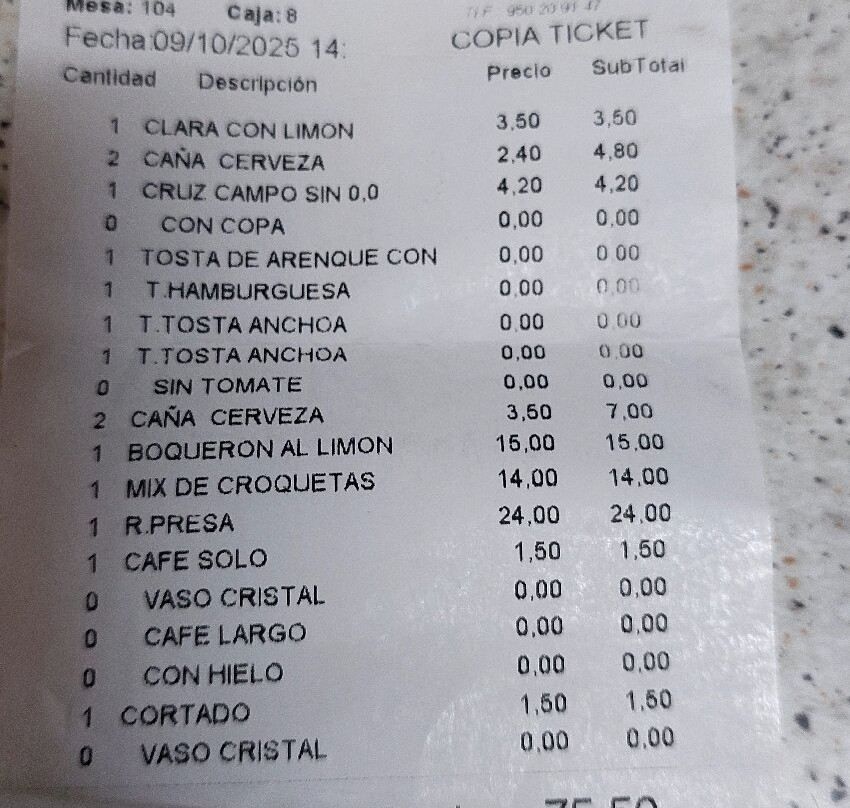 Mesa: 104 Caja: 8 TLF 950 20 91 47
Fecha:09/10/2025 14: COPIA TICKET
Cantidad Descripción Precio SubTotal
1 CLARA CON LIMON 3,50 3,50
2 CAÑA CERVEZA 2,40 4,80
1 CRUZ CAMPO SIN 0,0 4,20 4,20
0 CON COPA 0,00 0,00
1 TOSTA DE ARENQUE CON 0,00 0,00
1 T.HAMBURGUESA 0,00 0,00
1 T.TOSTA ANCHOA 0,00 0,00
1 T.TOSTA ANCHOA 0,00 0,00
0 SIN TOMATE 0,00 0,00
2 CAÑA CERVEZA 3,50 7,00
1 BOQUERON AL LIMON 15,00 15,00
1 MIX DE CROQUETAS 14,00 14,00
1 R.PRESA 24,00 24,00
1 CAFE SOLO 1,50 1,50
0 VASO CRISTAL 0,00 0,00
0 CAFE LARGO 0,00 0,00
0 CON HIELO 0,00 0,00
1 CORTADO 1,50 1,50
0 VASO CRISTAL 0,00 0,00
75,50